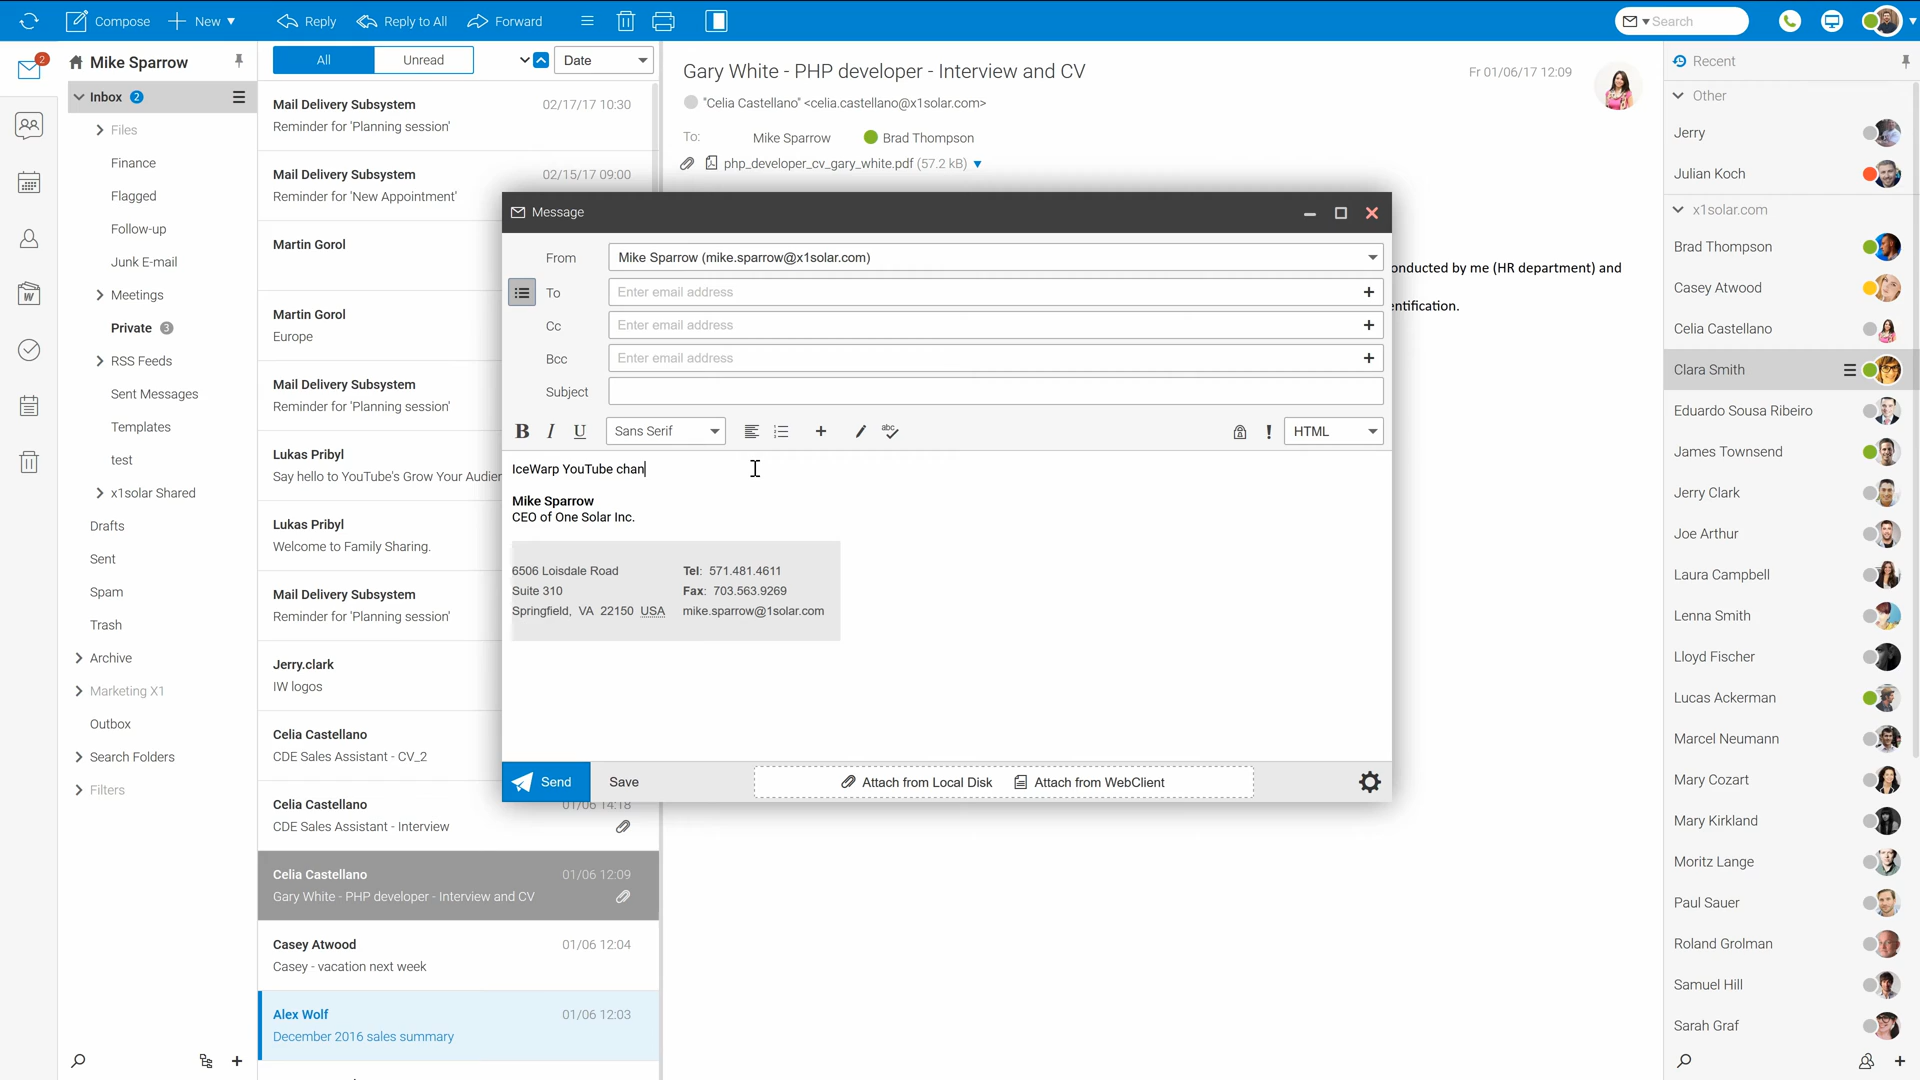 Compose
New
Reply
Reply to All
Forward
Search
2
Mike Sparrow
Inbox 2
Files
Finance
Flagged
Follow-up
Junk E-mail
Meetings
Private 3
RSS Feeds
Sent Messages
Templates
test
x1solar Shared
Drafts
Sent
Spam
Trash
Archive
Marketing X1
Outbox
Search Folders
Filters
All
Unread
Date
Mail Delivery Subsystem 02/17/17 10:30
Reminder for 'Planning session'
Mail Delivery Subsystem 02/15/17 09:00
Reminder for 'New Appointment'
Martin Gorol
Martin Gorol
Europe
Mail Delivery Subsystem
Reminder for 'Planning session'
Lukas Pribyl
Say hello to YouTube's Grow Your Audien
Lukas Pribyl
Welcome to Family Sharing.
Mail Delivery Subsystem
Reminder for 'Planning session'
Jerry.clark
IW logos
Celia Castellano
CDE Sales Assistant - CV_2
Celia Castellano 01/06 14:18
CDE Sales Assistant - Interview
Celia Castellano 01/06 12:09
Gary White - PHP developer - Interview and CV
Casey Atwood 01/06 12:04
Casey - vacation next week
Alex Wolf 01/06 12:03
December 2016 sales summary
Gary White - PHP developer - Interview and CV
Fr 01/06/17 12:09
"Celia Castellano" <celia.castellano@x1solar.com>
To: Mike Sparrow Brad Thompson
php_developer_cv_gary_white.pdf (57.2 kB)
onducted by me (HR department) and
entification.
Message
From Mike Sparrow (mike.sparrow@x1solar.com)
To Enter email address
Cc Enter email address
Bcc Enter email address
Subject
B I U Sans Serif abc ! HTML
IceWarp YouTube chan
Mike Sparrow
CEO of One Solar Inc.
6506 Loisdale Road Tel: 571.481.4611
Suite 310 Fax: 703.563.9269
Springfield, VA 22150 USA mike.sparrow@1solar.com
Send
Save
Attach from Local Disk
Attach from WebClient
Recent
Other
Jerry
Julian Koch
x1solar.com
Brad Thompson
Casey Atwood
Celia Castellano
Clara Smith
Eduardo Sousa Ribeiro
James Townsend
Jerry Clark
Joe Arthur
Laura Campbell
Lenna Smith
Lloyd Fischer
Lucas Ackerman
Marcel Neumann
Mary Cozart
Mary Kirkland
Moritz Lange
Paul Sauer
Roland Grolman
Samuel Hill
Sarah Graf